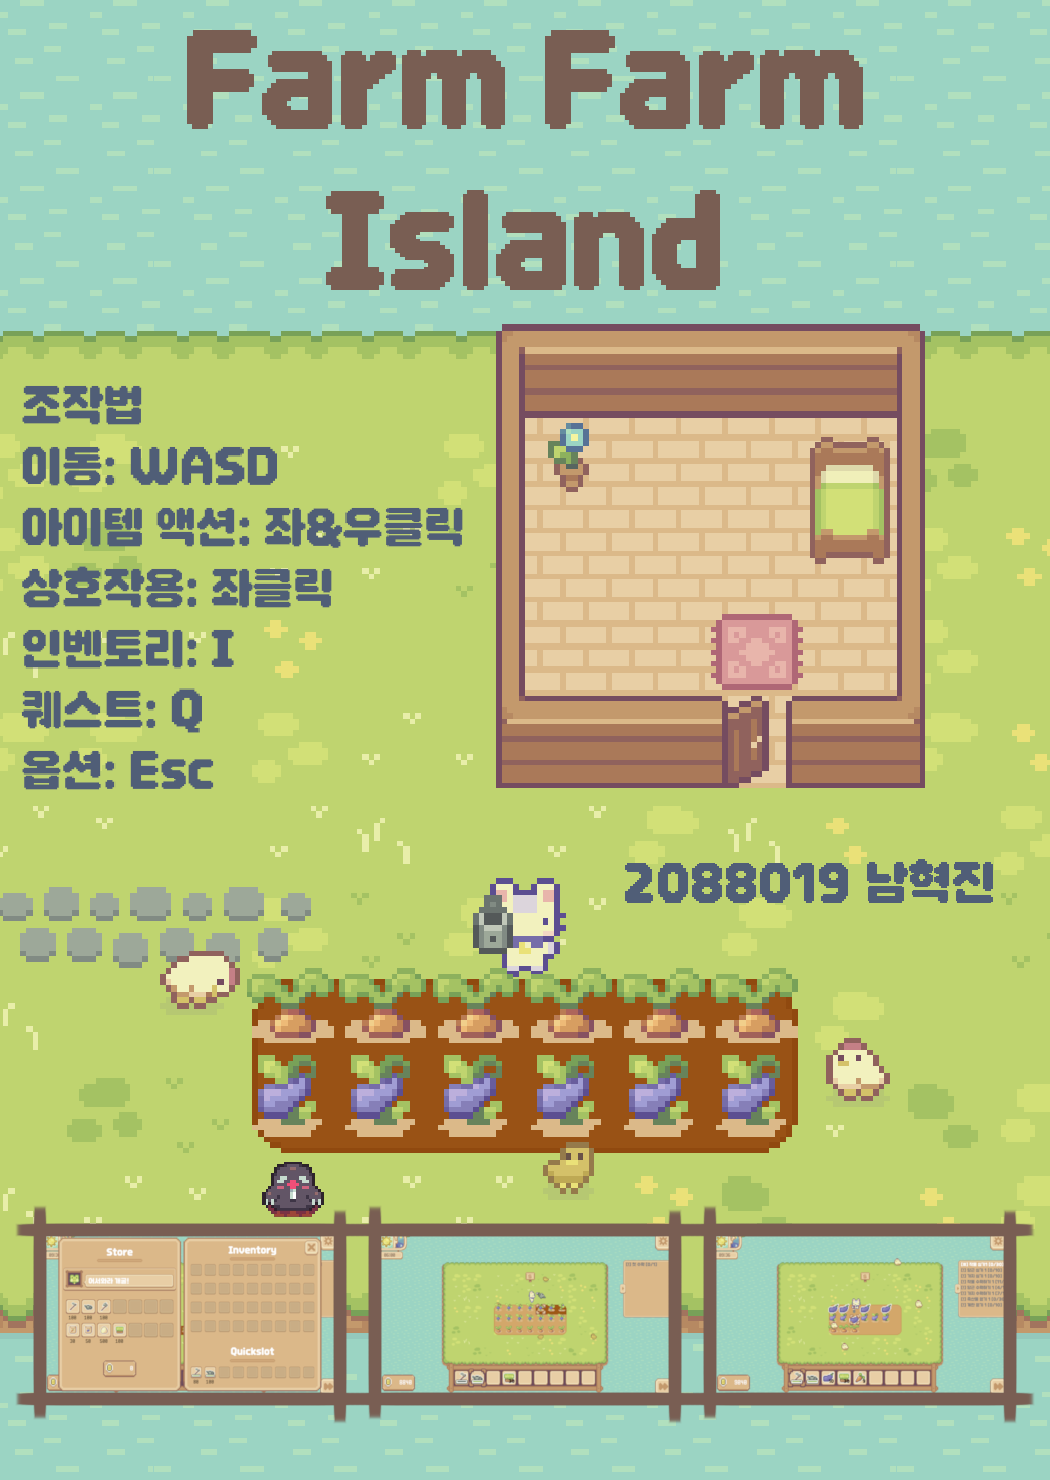 Farm Farm
Island
조작법
이동: WASD
아이템 액션: 좌&우클릭
상호작용: 좌클릭
인벤토리: I
퀘스트: Q
옵션: Esc
2088019 남혁진
Store
Inventory
Quickslot